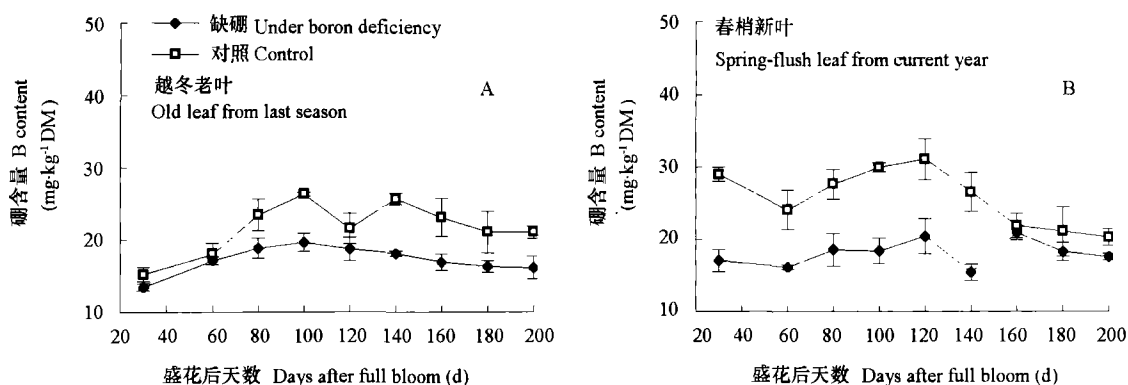 缺硼 Under boron deficiency
对照 Control
越冬老叶
Old leaf from last season
A
硼含量 B content
(mg·kg⁻¹ DM)
50
40
30
20
10
20 40 60 80 100 120 140 160 180 200
盛花后天数 Days after full bloom (d)
春梢新叶
Spring-flush leaf from current year
B
硼含量 B content
(mg·kg⁻¹DM)
50
40
30
20
10
20 40 60 80 100 120 140 160 180 200
盛花后天数 Days after full bloom (d)